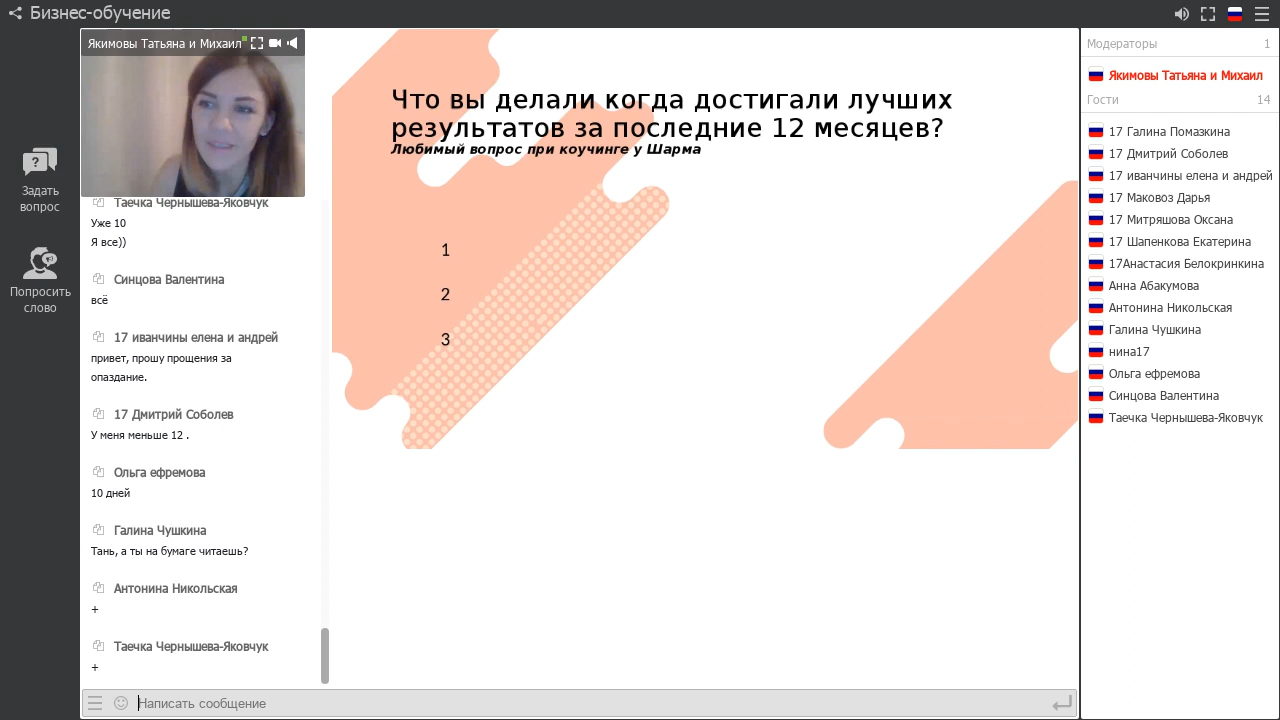 Бизнес-обучение
Задать
вопрос
Попросить
слово
Якимовы Татьяна и Михаил
Таечка Чернышева-Яковчук
Уже 10
Я все))
Синцова Валентина
всё
17 иванчины елена и андрей
привет, прошу прощения за
опаздание.
17 Дмитрий Соболев
У меня меньше 12 .
Ольга ефремова
10 дней
Галина Чушкина
Тань, а ты на бумаге читаешь?
Антонина Никольская
+
Таечка Чернышева-Яковчук
+
Написать сообщение
Что вы делали когда достигали лучших
результатов за последние 12 месяцев?
Любимый вопрос при коучинге у Шарма
1
2
3
Модераторы 1
Якимовы Татьяна и Михаил
Гости 14
17 Галина Помазкина
17 Дмитрий Соболев
17 иванчины елена и андрей
17 Маковоз Дарья
17 Митряшова Оксана
17 Шапенкова Екатерина
17Анастасия Белокринкина
Анна Абакумова
Антонина Никольская
Галина Чушкина
нина17
Ольга ефремова
Синцова Валентина
Таечка Чернышева-Яковчук